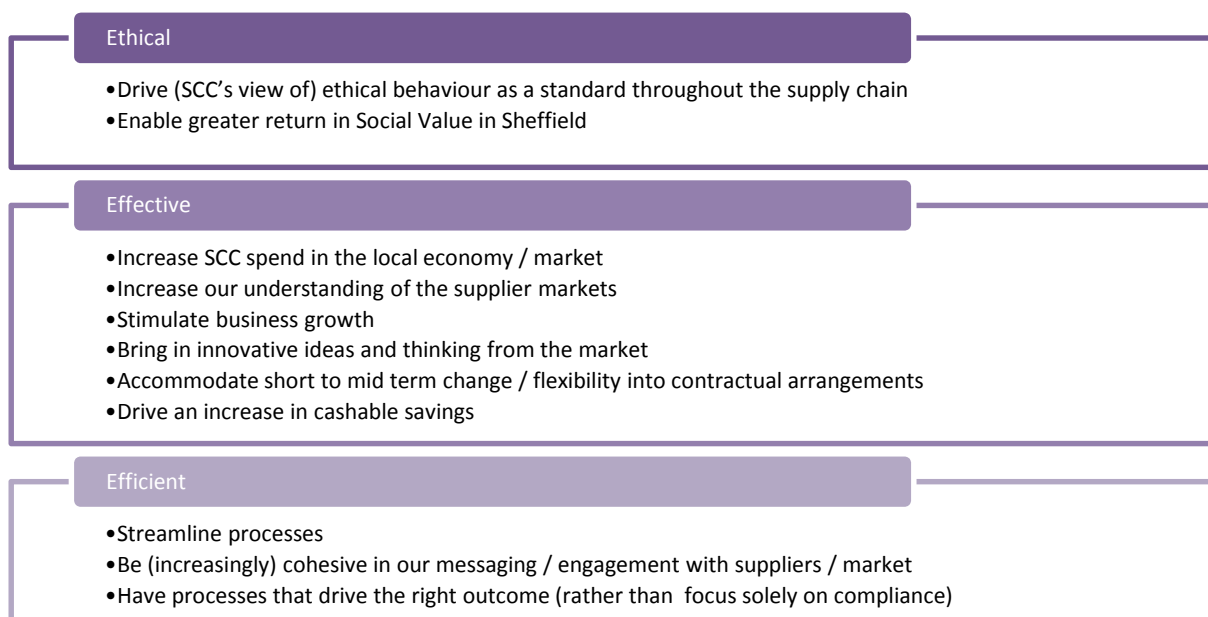 Ethical
•Drive (SCC's view of) ethical behaviour as a standard throughout the supply chain
•Enable greater return in Social Value in Sheffield
Effective
•Increase SCC spend in the local economy / market
•Increase our understanding of the supplier markets
•Stimulate business growth
•Bring in innovative ideas and thinking from the market
•Accommodate short to mid term change / flexibility into contractual arrangements
•Drive an increase in cashable savings
Efficient
•Streamline processes
•Be (increasingly) cohesive in our messaging / engagement with suppliers / market
•Have processes that drive the right outcome (rather than  focus solely on compliance)